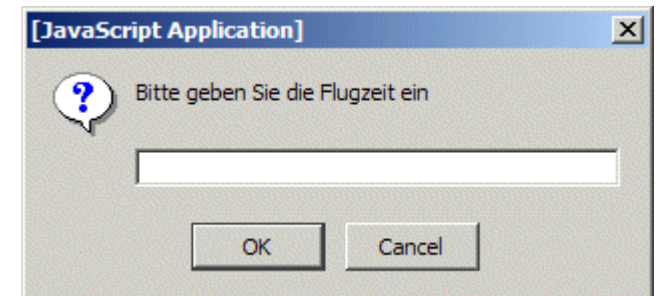 [JavaScript Application]
Bitte geben Sie die Flugzeit ein
OK
Cancel